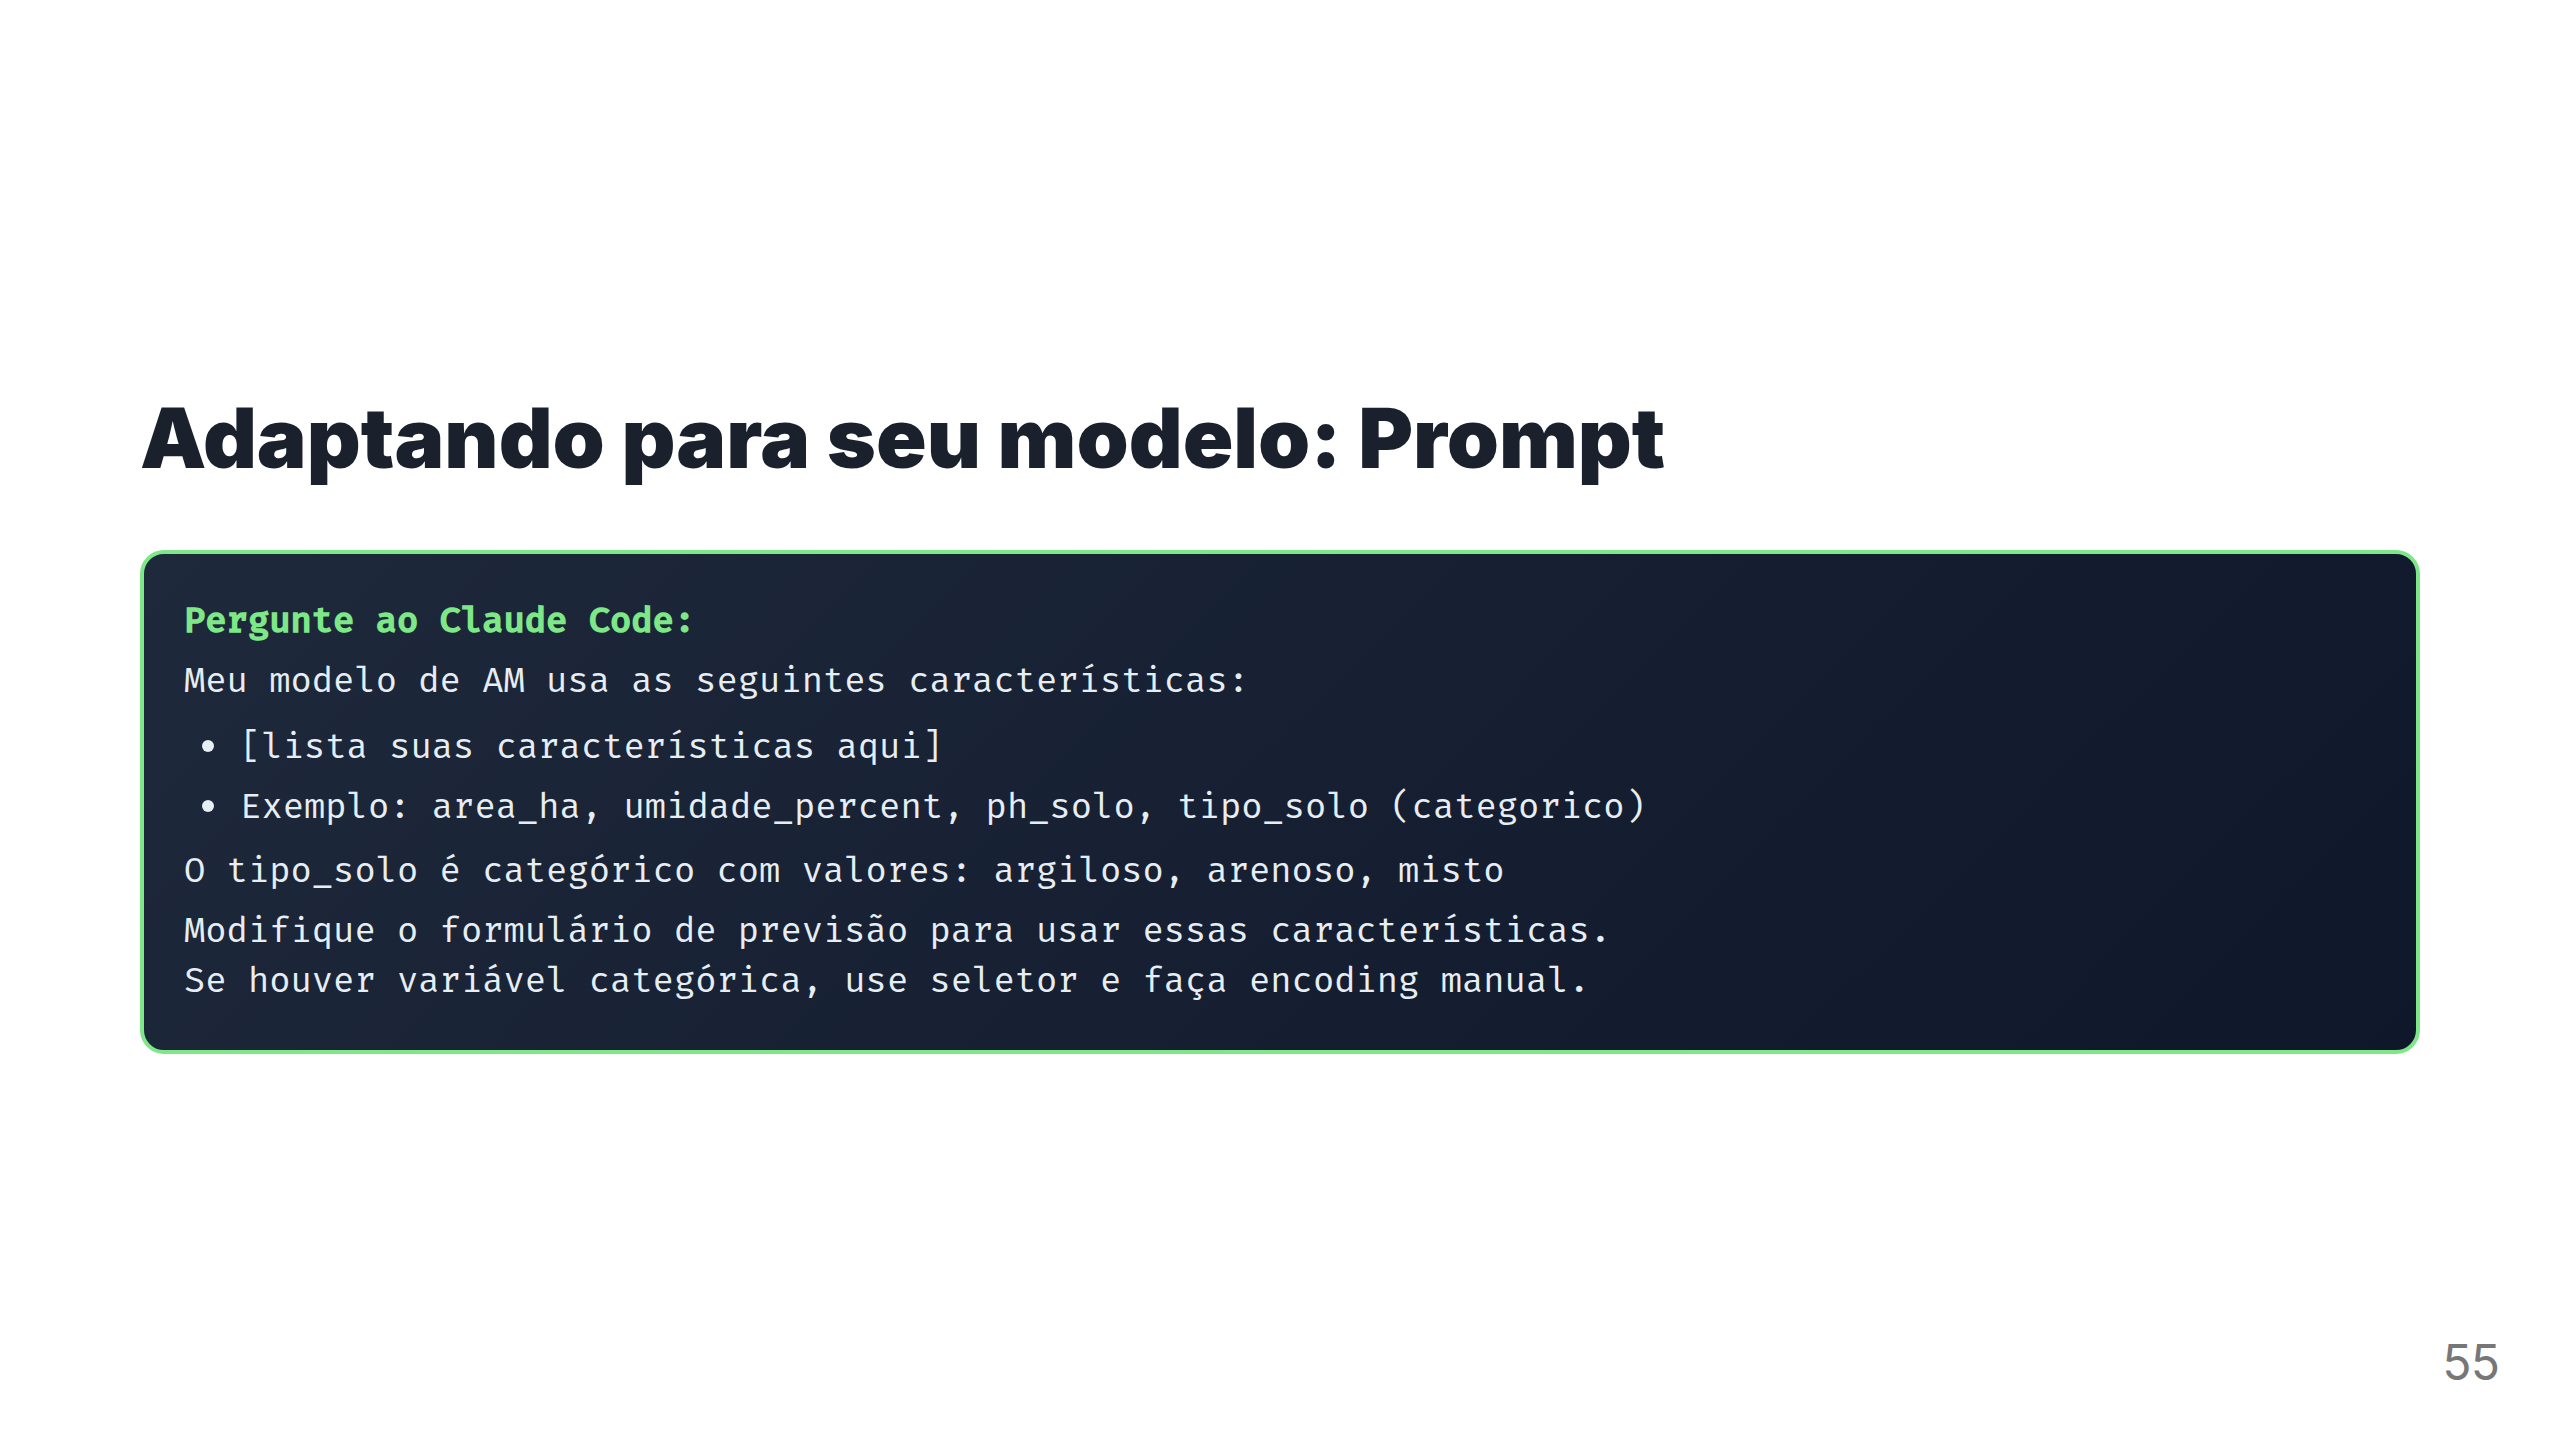 Adaptando para seu modelo: Prompt
Pergunte ao Claude Code:
Meu modelo de AM usa as seguintes características:
• [lista suas características aqui]
• Exemplo: area_ha, umidade_percent, ph_solo, tipo_solo (categorico)
O tipo_solo é categórico com valores: argiloso, arenoso, misto
Modifique o formulário de previsão para usar essas características.
Se houver variável categórica, use seletor e faça encoding manual.
55